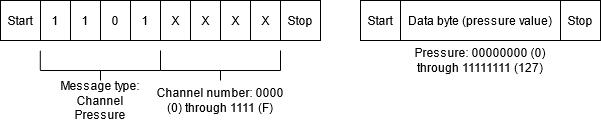 Start 1 1 0 1 X X X X Stop
Start Data byte (pressure value) Stop
Message type:
Channel
Pressure
Channel number: 0000
(0) through 1111 (F)
Pressure: 00000000 (0)
through 11111111 (127)